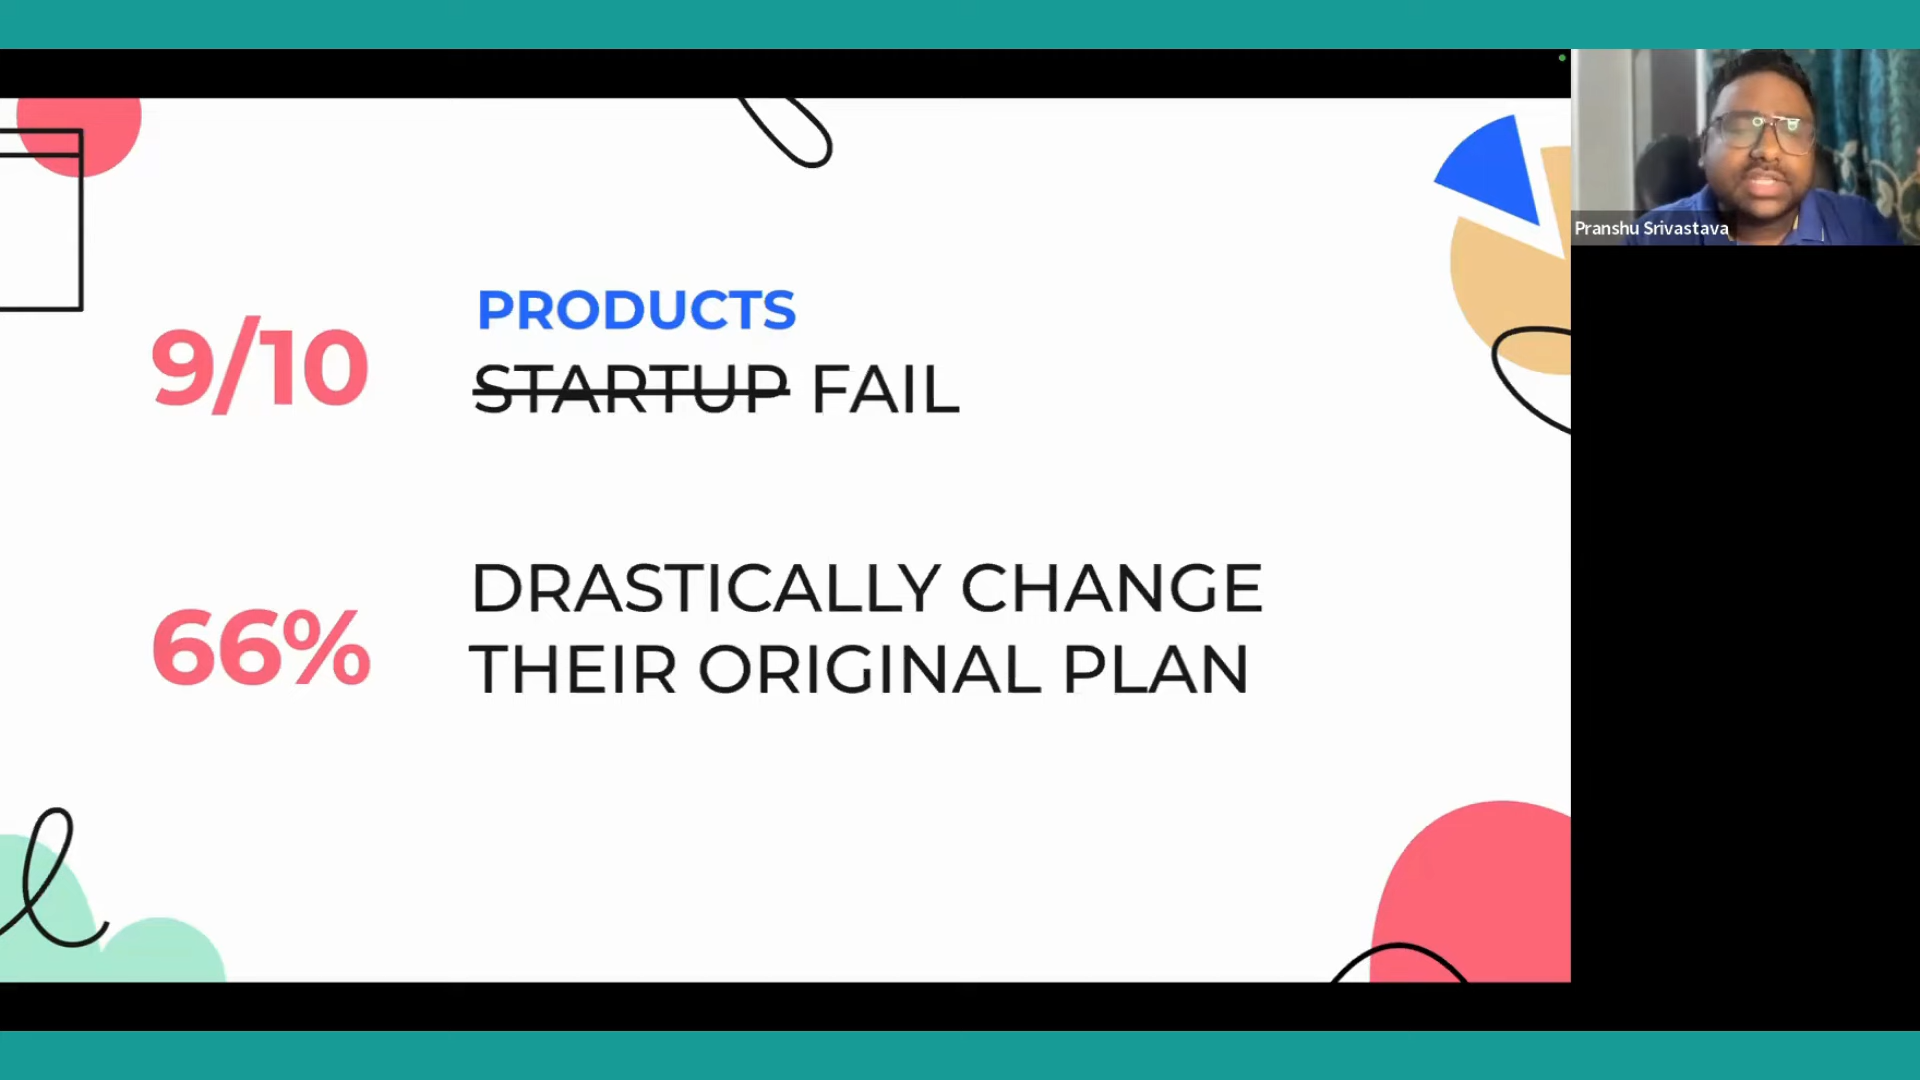 PRODUCTS
9/10
STARTUP FAIL
66%
DRASTICALLY CHANGE
THEIR ORIGINAL PLAN
Pranshu Srivastava